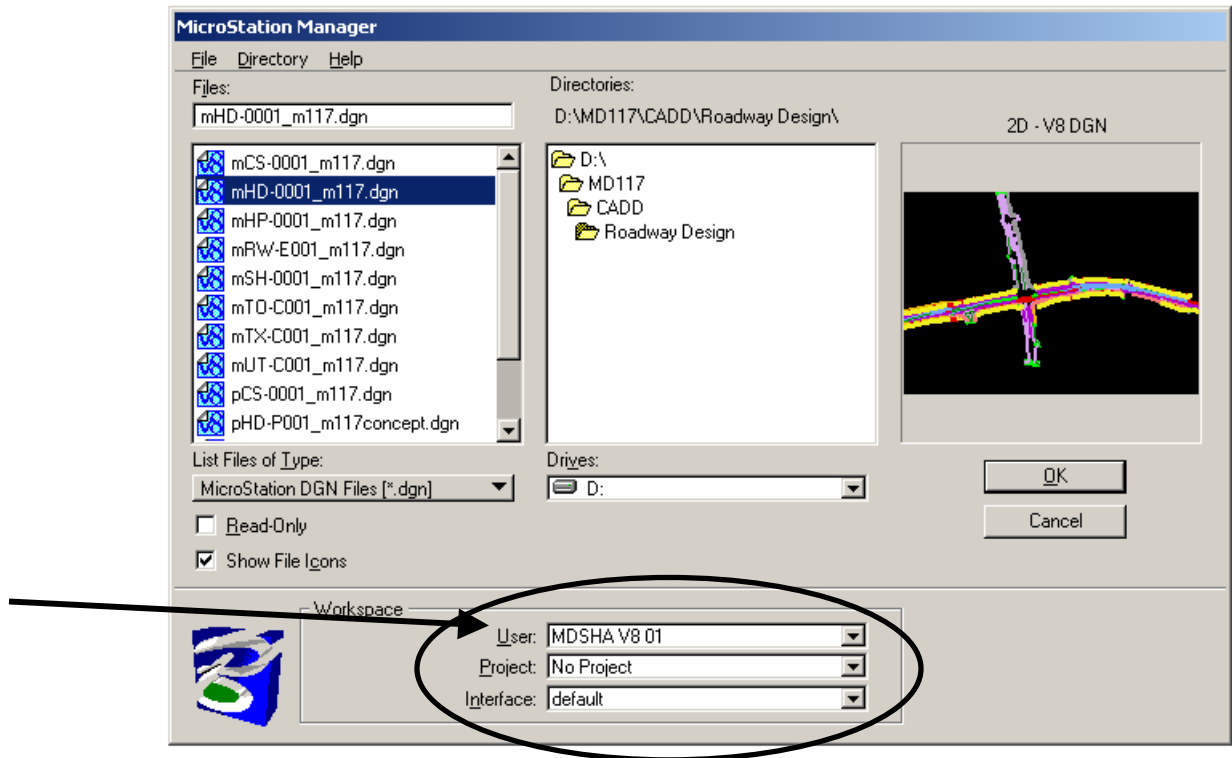 MicroStation Manager
File Directory Help
Files:
mHD-0001_m117.dgn
mCS-0001_m117.dgn
mHD-0001_m117.dgn
mHP-0001_m117.dgn
mRW-E001_m117.dgn
mSH-0001_m117.dgn
mTO-C001_m117.dgn
mTX-C001_m117.dgn
mUT-C001_m117.dgn
pCS-0001_m117.dgn
pHD-P001_m117concept.dgn
List Files of Type:
MicroStation DGN Files [*.dgn]
Read-Only
Show File Icons
Directories:
D:\MD117\CADD\Roadway Design\
D:\
MD117
CADD
Roadway Design
Drives:
D:
2D - V8 DGN
OK
Cancel
Workspace
User: MDSHA V8 01
Project: No Project
Interface: default